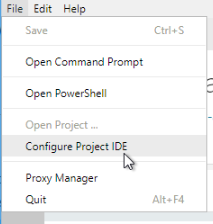 File Edit Help
Save Ctrl+S
Open Command Prompt
Open PowerShell
Open Project ...
Configure Project IDE
Proxy Manager
Quit Alt+F4